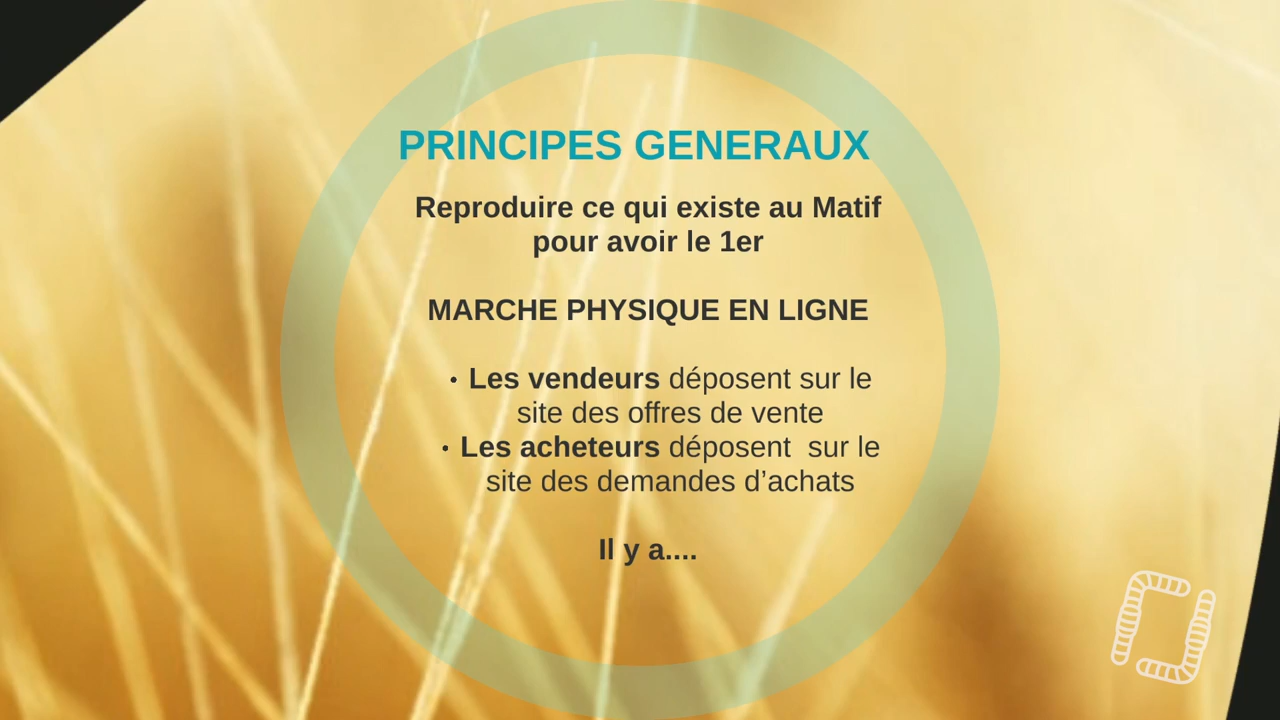 PRINCIPES GENERAUX
Reproduire ce qui existe au Matif
pour avoir le 1er
MARCHE PHYSIQUE EN LIGNE
• Les vendeurs déposent sur le
site des offres de vente
• Les acheteurs déposent  sur le
site des demandes d’achats
Il y a....